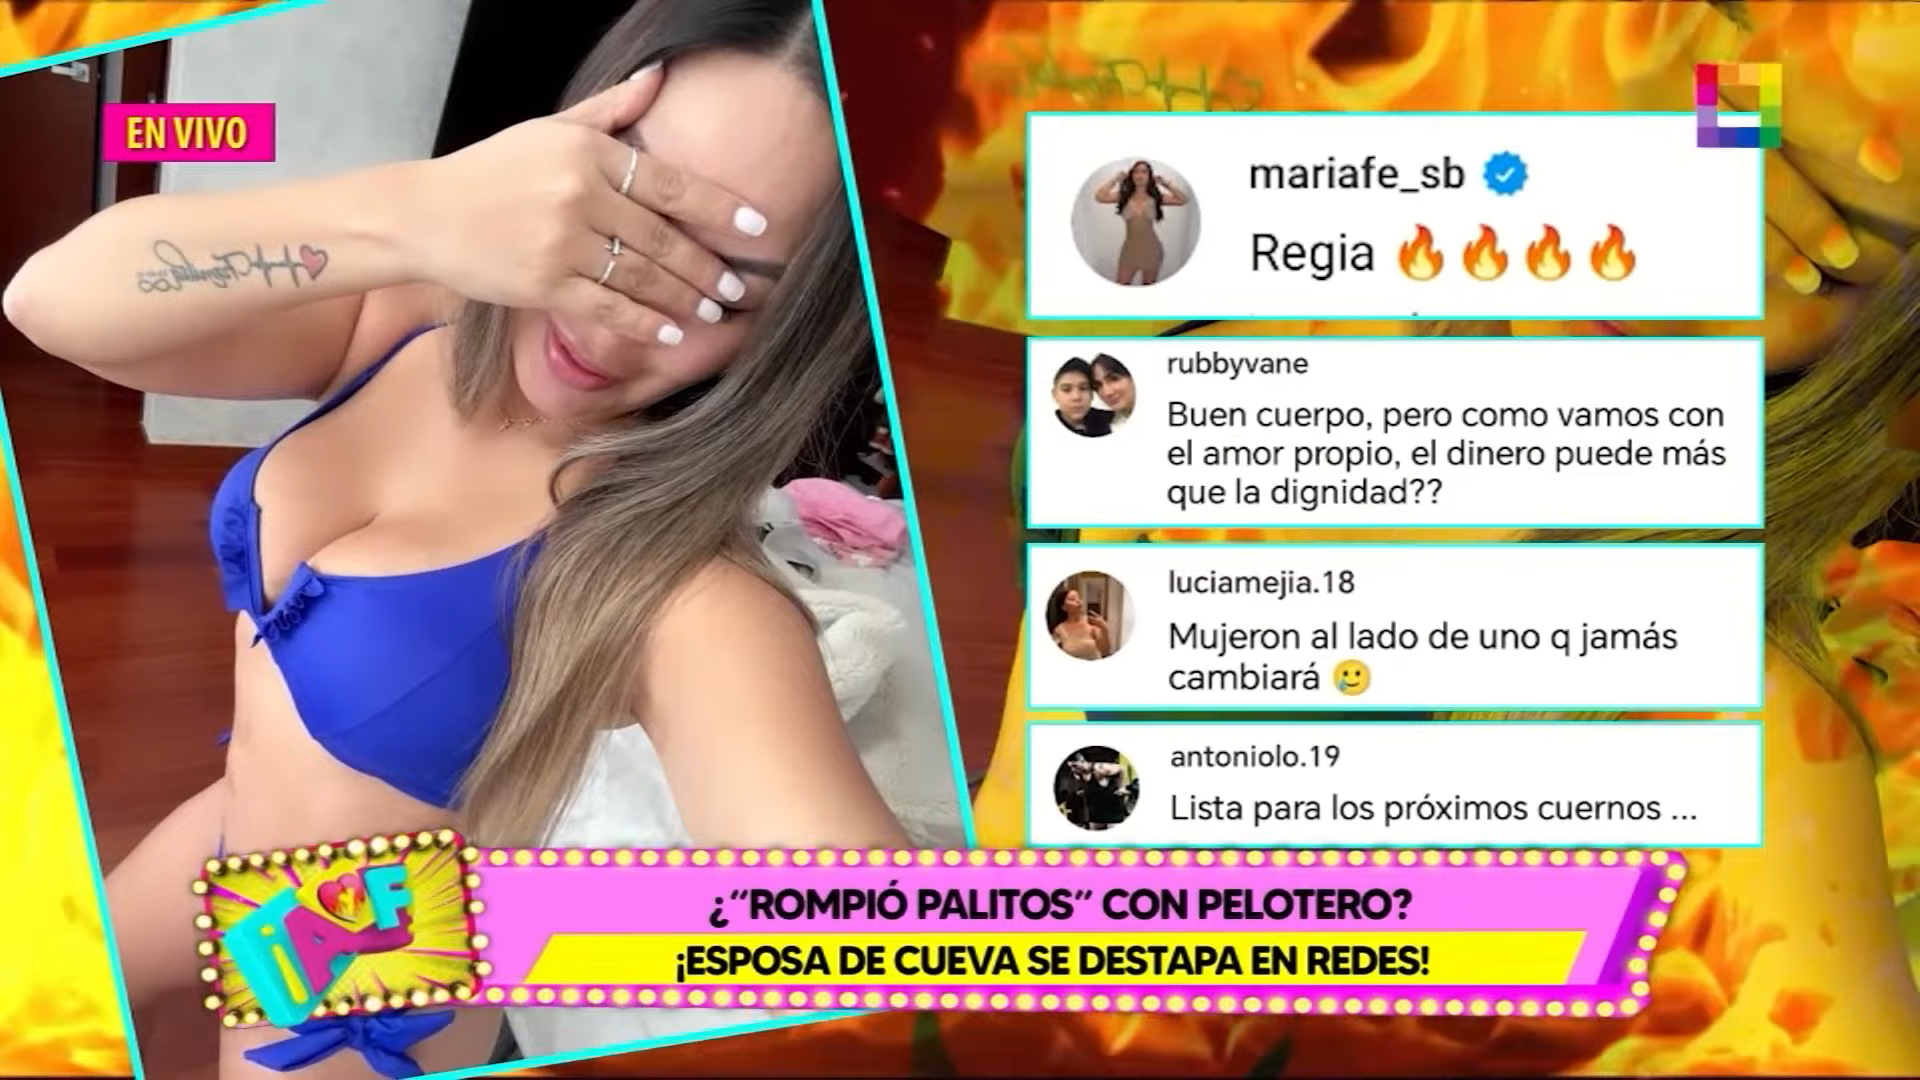 EN VIVO
mariafe_sb
Regia 🔥🔥🔥🔥
rubbyvane
Buen cuerpo, pero como vamos con
el amor propio, el dinero puede más
que la dignidad??
luciamejia.18
Mujeron al lado de uno q jamás
cambiará 🥲
antoniolo.19
Lista para los próximos cuernos ...
¿“ROMPIÓ PALITOS” CON PELOTERO?
¡ESPOSA DE CUEVA SE DESTAPA EN REDES!